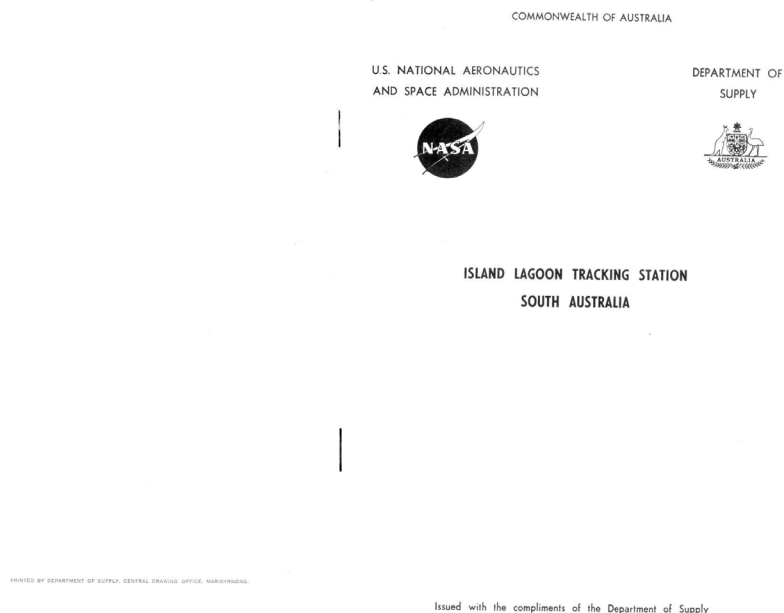 COMMONWEALTH OF AUSTRALIA
U.S. NATIONAL AERONAUTICS
AND SPACE ADMINISTRATION
DEPARTMENT OF
SUPPLY
NASA
AUSTRALIA
ISLAND LAGOON TRACKING STATION
SOUTH AUSTRALIA
PRINTED BY DEPARTMENT OF SUPPLY, CENTRAL DRAWING OFFICE, MARIBYRNONG.
Issued with the compliments of the Department of Supply